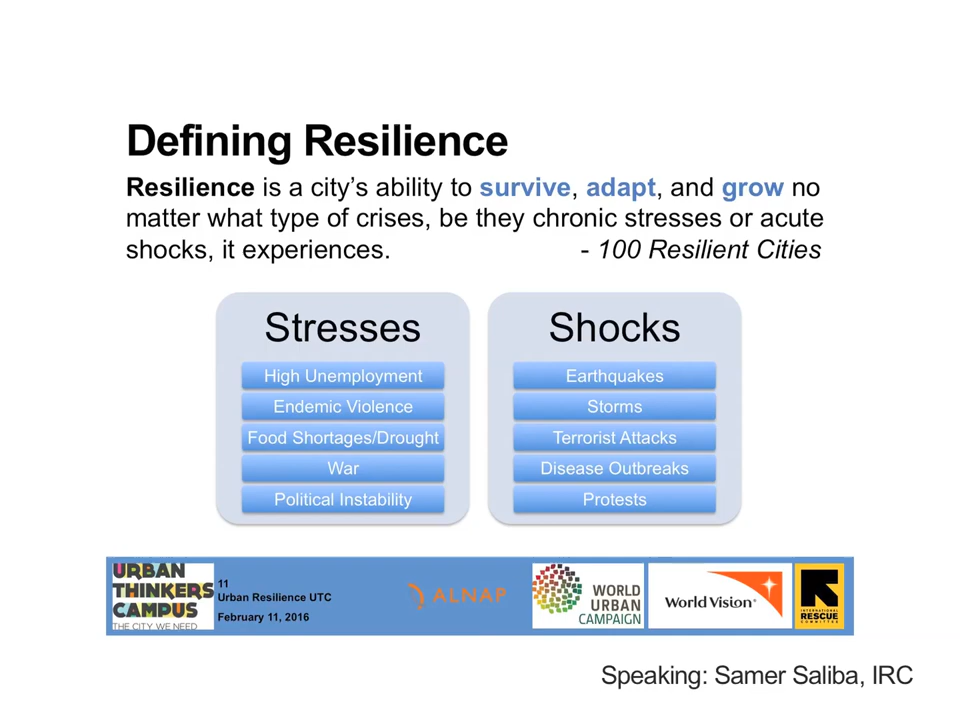 Defining Resilience
Resilience is a city's ability to survive, adapt, and grow no
matter what type of crises, be they chronic stresses or acute
shocks, it experiences. - 100 Resilient Cities
Stresses
High Unemployment
Endemic Violence
Food Shortages/Drought
War
Political Instability
Shocks
Earthquakes
Storms
Terrorist Attacks
Disease Outbreaks
Protests
URBAN
THINKERS
CAMPUS
THE CITY WE NEED
11
Urban Resilience UTC
February 11, 2016
ALNAP
WORLD
URBAN
CAMPAIGN
World Vision
INTERNATIONAL
RESCUE
COMMITTEE
Speaking: Samer Saliba, IRC